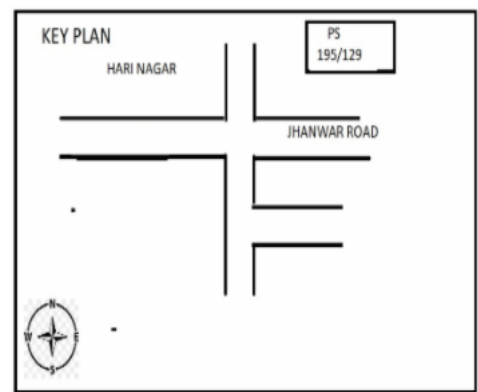 KEY PLAN
PS
195/129
HARI NAGAR
JHANWAR ROAD
N
W E
S